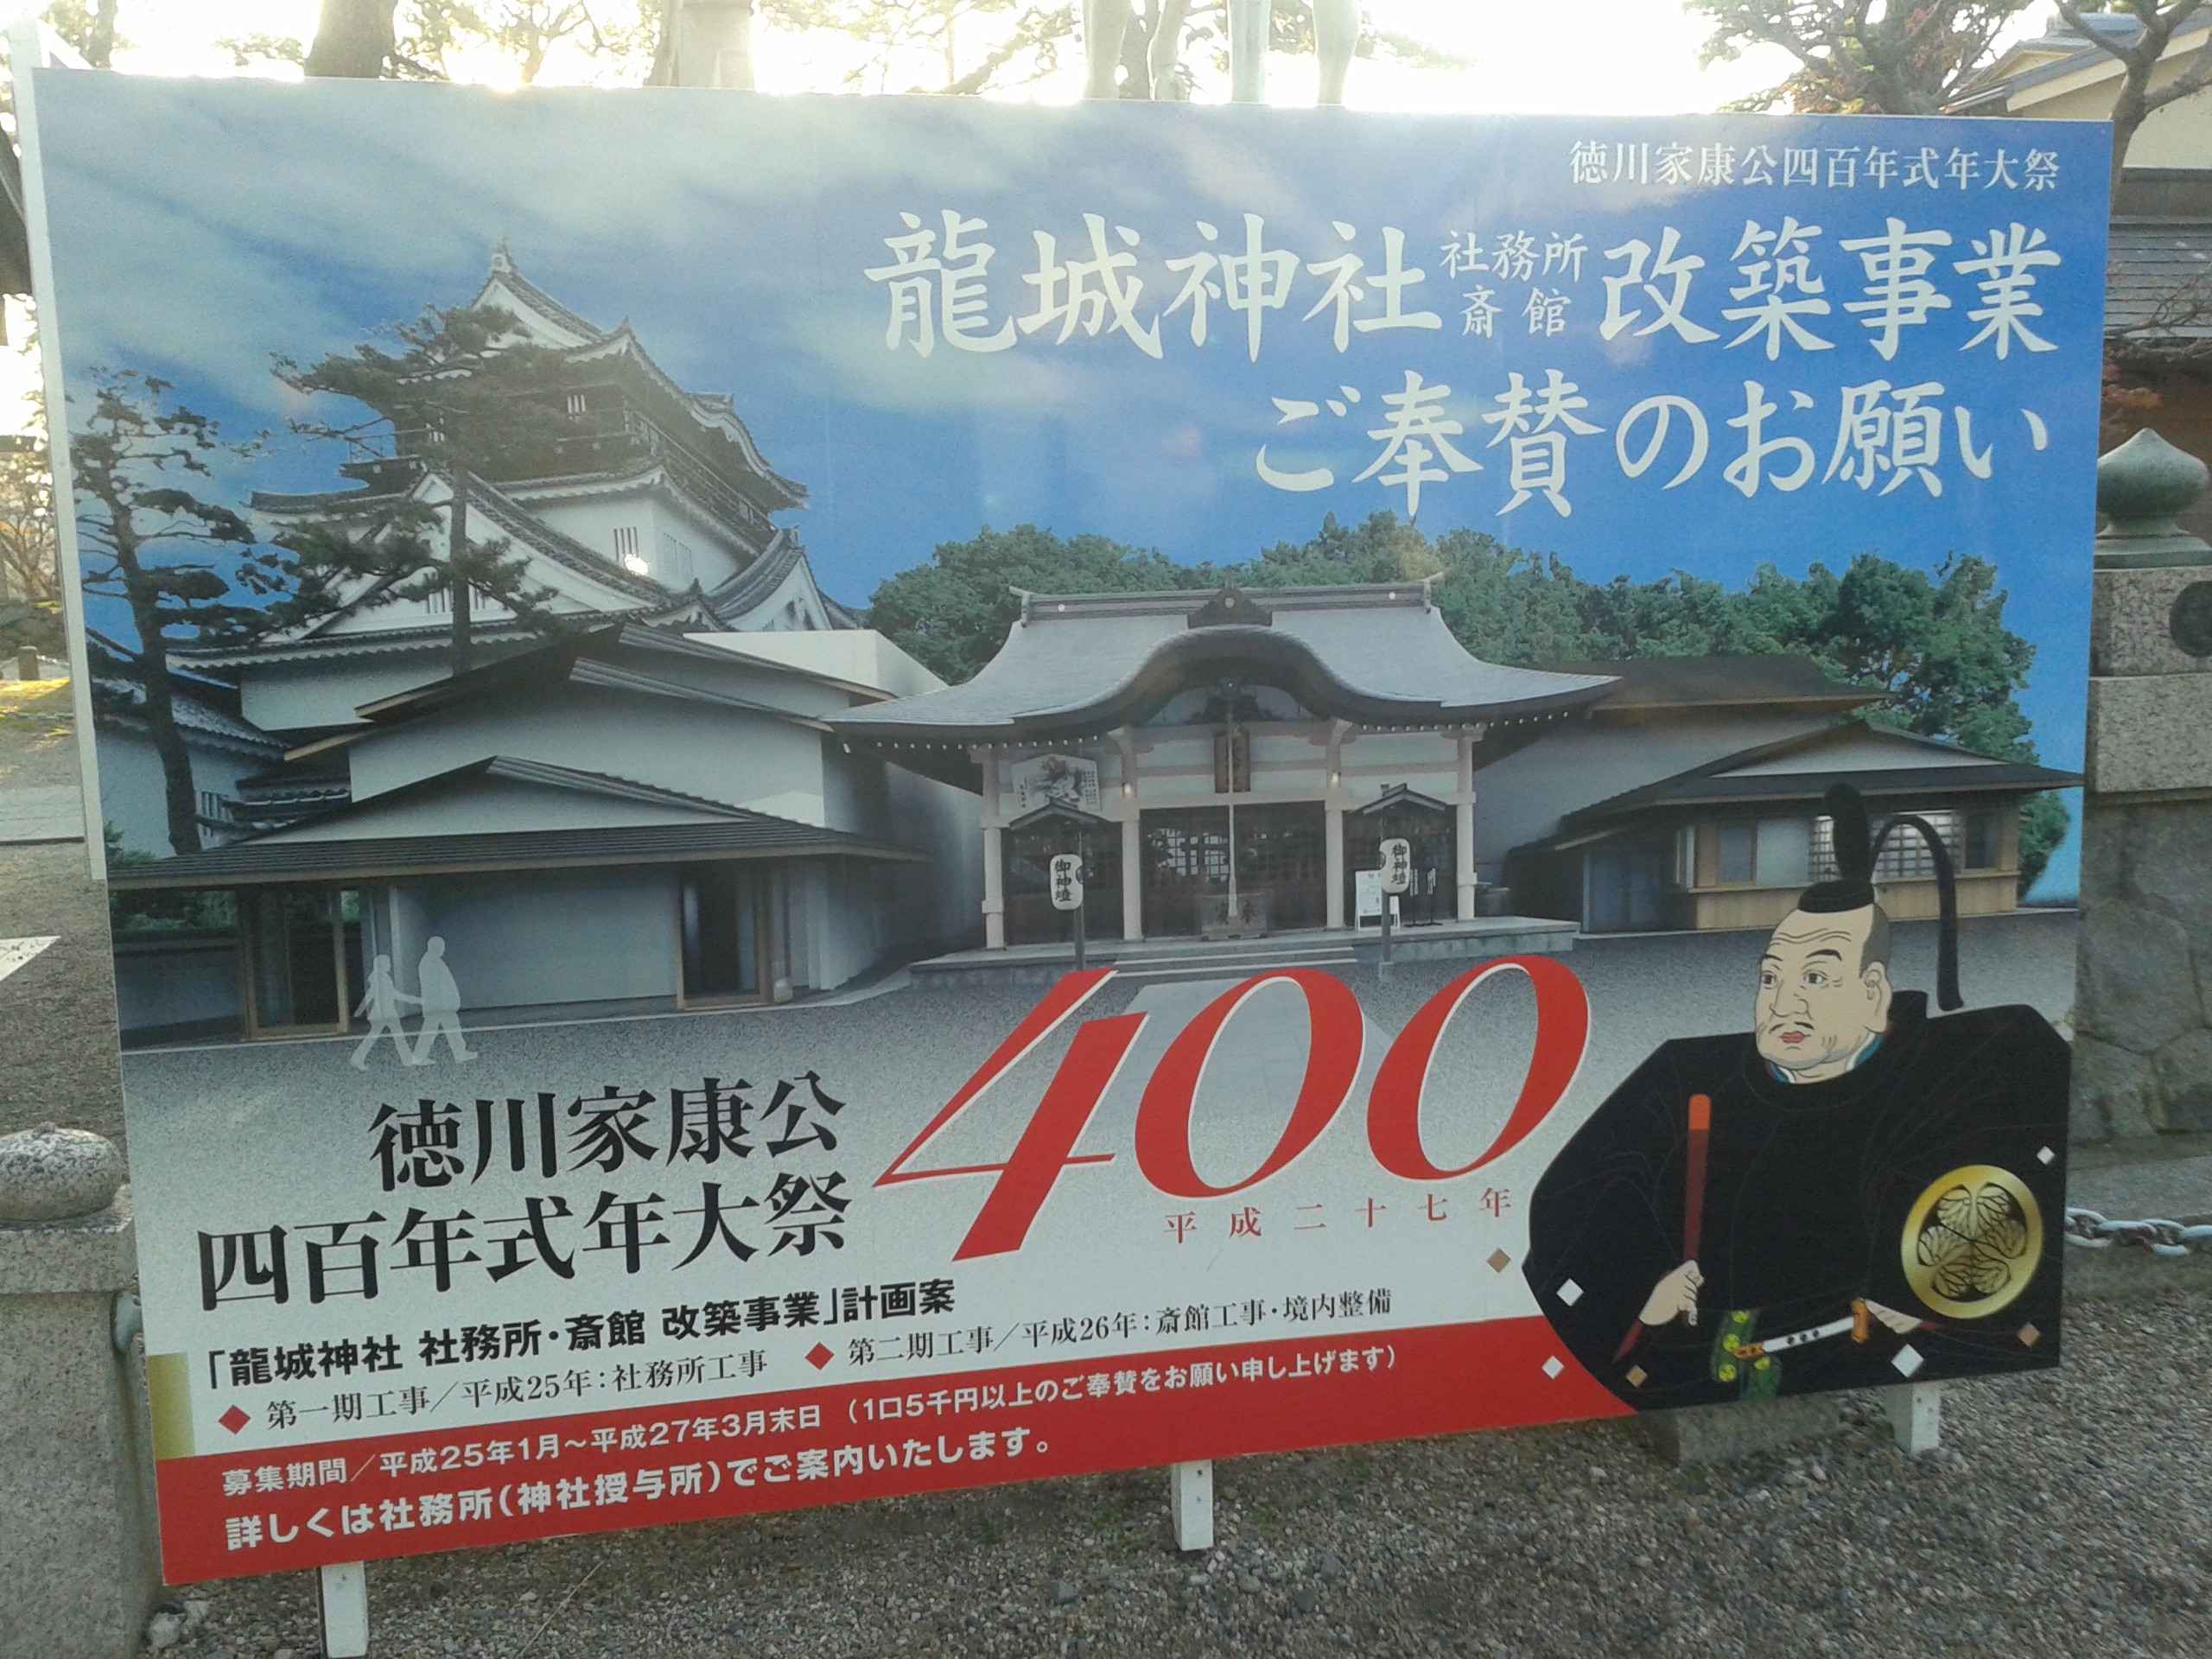 徳川家康公四百年式年大祭
龍城神社 社務所 斎館 改築事業
ご奉賛のお願い
御神燈
御神燈
徳川家康公
四百年式年大祭
400
平成二十七年
「龍城神社 社務所・斎館 改築事業」計画案
◆ 第一期工事／平成25年：社務所工事 ◆ 第二期工事／平成26年：斎館工事・境内整備
募集期間／平成25年1月～平成27年3月末日 （1口5千円以上のご奉賛をお願い申し上げます）
詳しくは社務所（神社授与所）でご案内いたします。